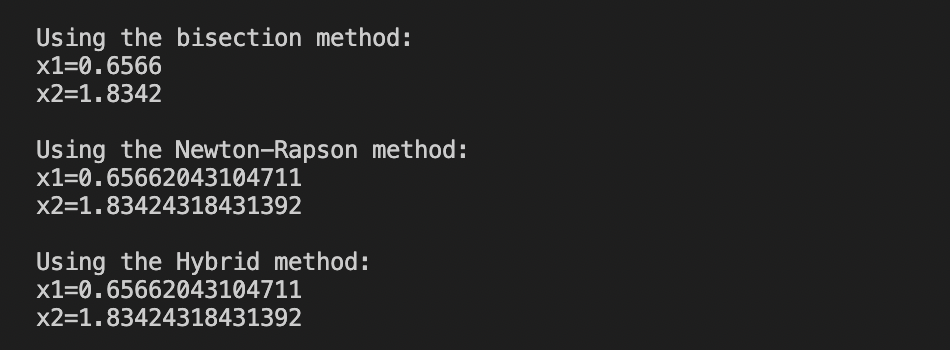 Using the bisection method:
x1=0.6566
x2=1.8342
Using the Newton-Rapson method:
x1=0.65662043104711
x2=1.83424318431392
Using the Hybrid method:
x1=0.65662043104711
x2=1.83424318431392